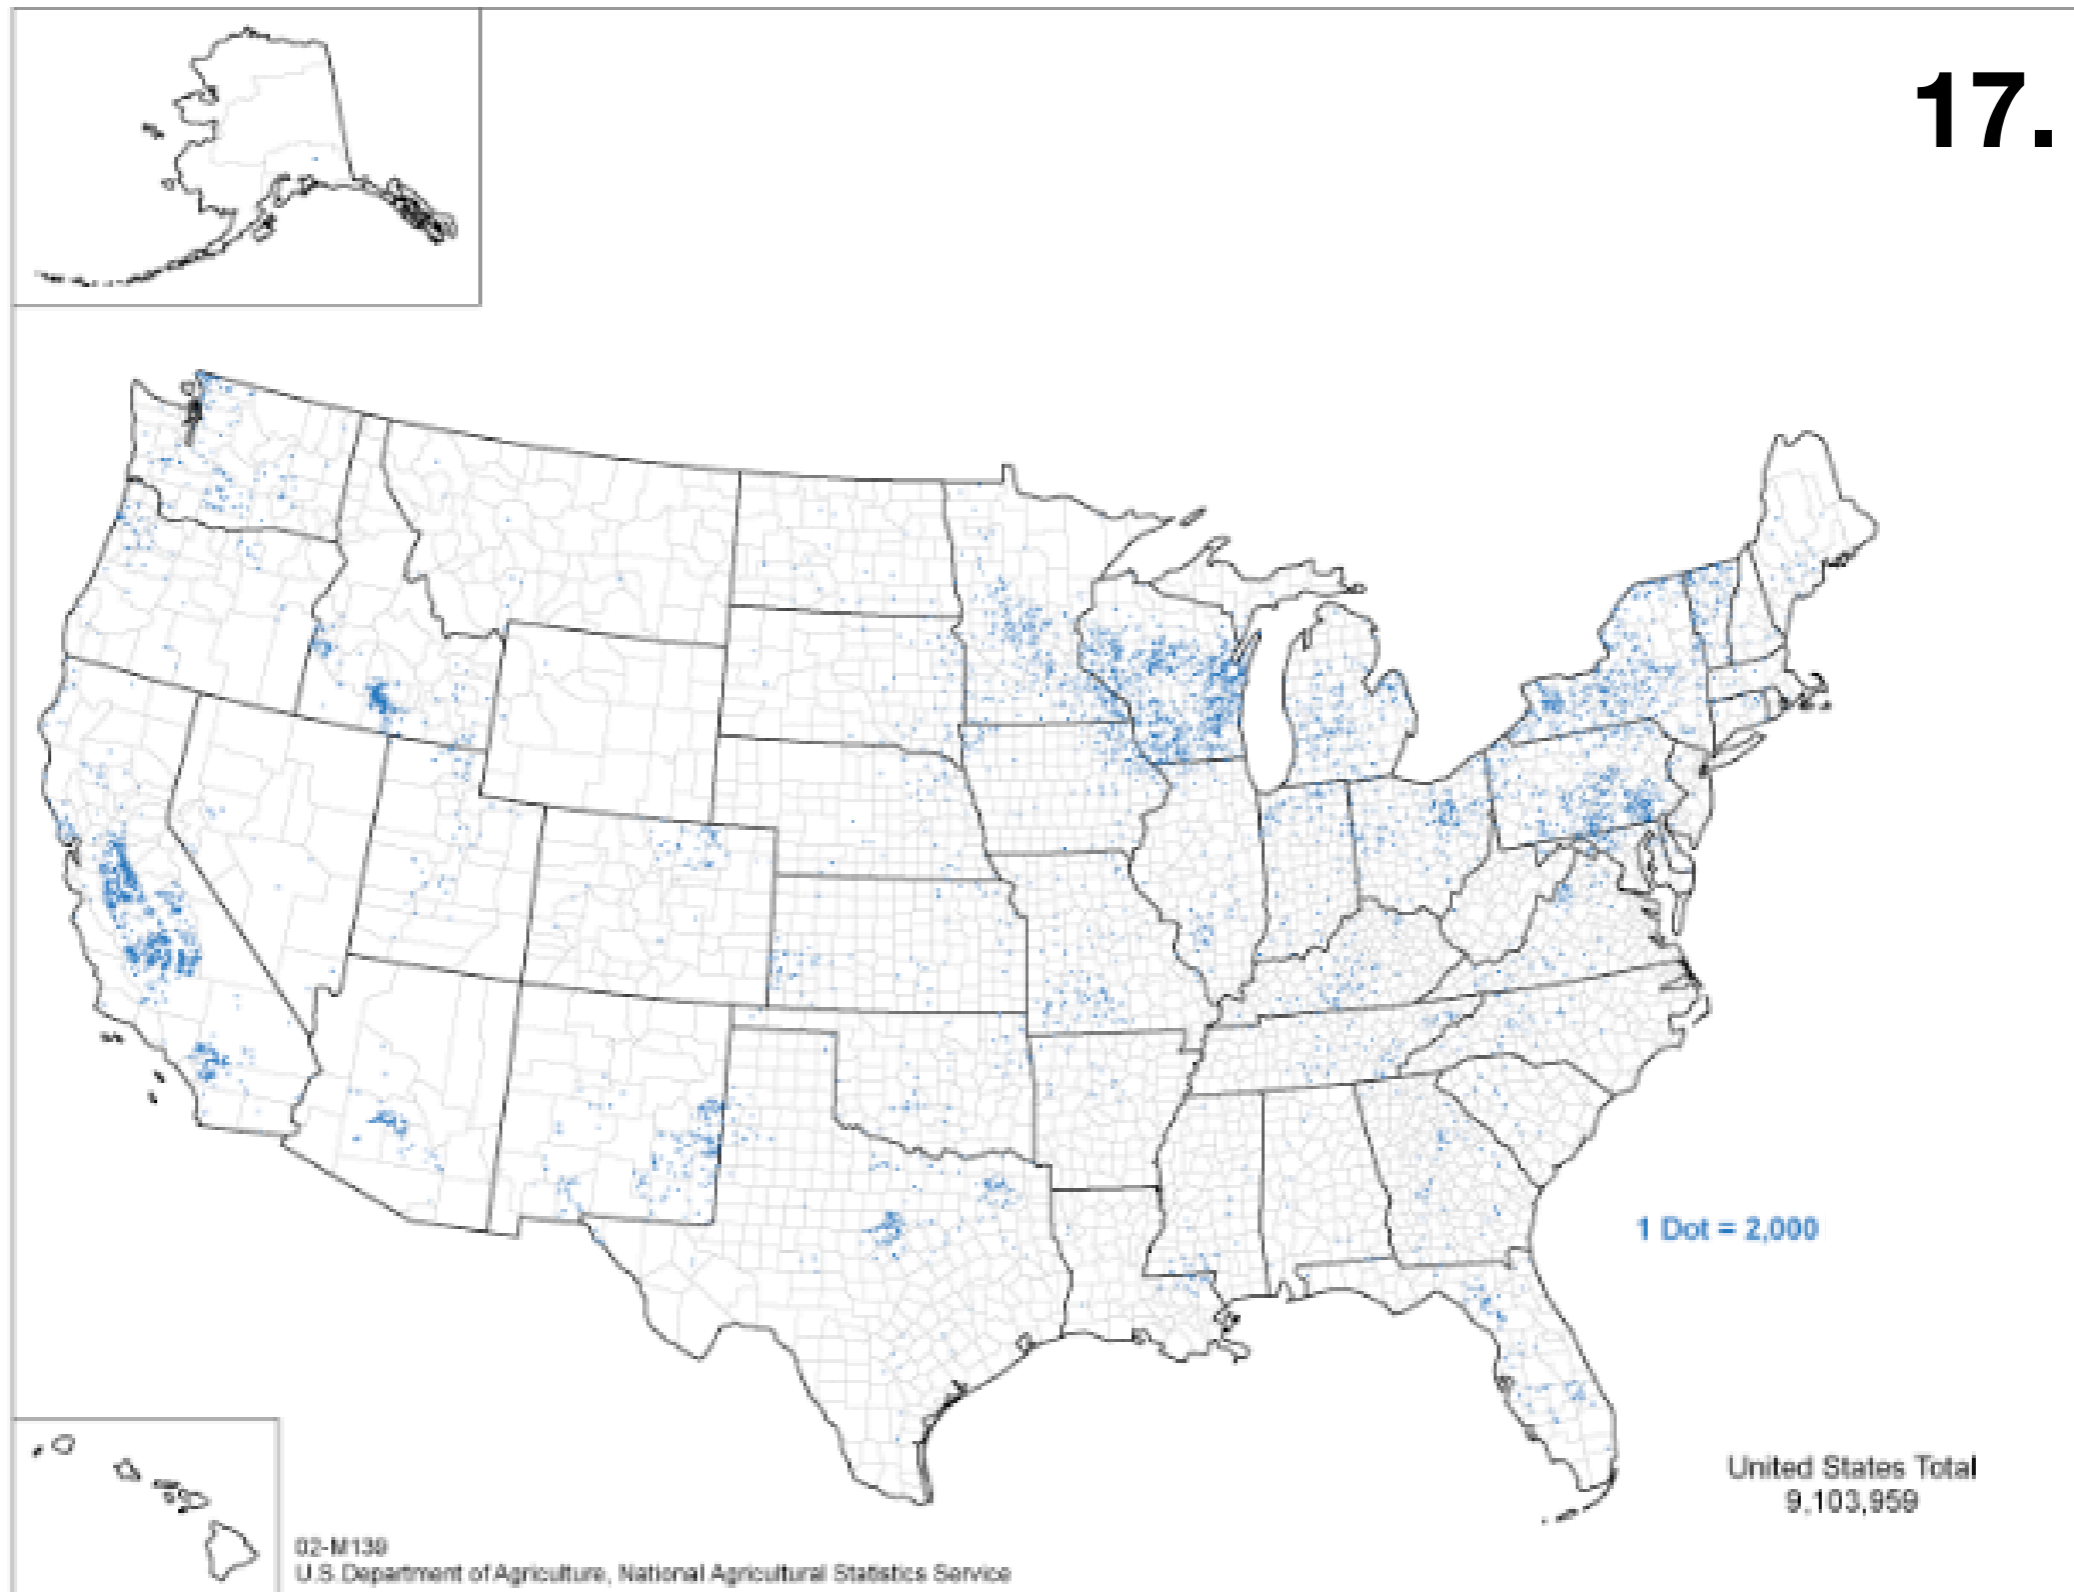 17.
1 Dot = 2,000
United States Total
9,103,959
02-M139
U.S. Department of Agriculture, National Agricultural Statistics Service